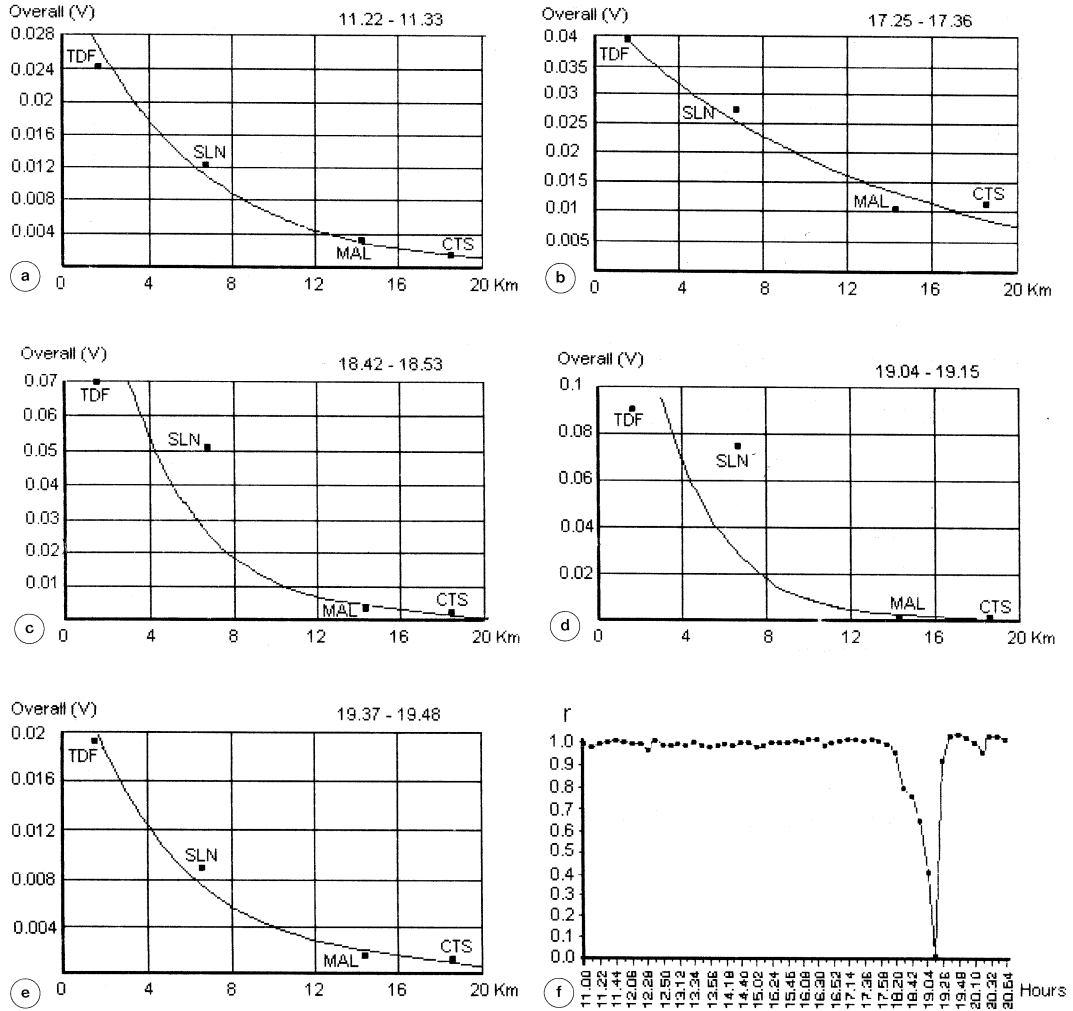 Overall (V)
11.22 - 11.33
0.028
0.024
0.02
0.016
0.012
0.008
0.004
TDF
SLN
MAL
CTS
a
0 4 8 12 16 20 Km
Overall (V)
17.25 - 17.36
0.04
0.035
0.03
0.025
0.02
0.015
0.01
0.005
TDF
SLN
MAL
CTS
b
0 4 8 12 16 20 Km
Overall (V)
18.42 - 18.53
0.07
0.06
0.05
0.04
0.03
0.02
0.01
TDF
SLN
MAL
CTS
c
0 4 8 12 16 20 Km
Overall (V)
19.04 - 19.15
0.1
0.08
0.06
0.04
0.02
TDF
SLN
MAL
CTS
d
0 4 8 12 16 20 Km
Overall (V)
19.37 - 19.48
0.02
0.016
0.012
0.008
0.004
TDF
SLN
MAL
CTS
e
0 4 8 12 16 20 Km
r
1.0
0.9
0.8
0.7
0.6
0.5
0.4
0.3
0.2
0.1
0.0
f
11.00 11.22 11.44 12.06 12.28 12.50 13.12 13.34 13.56 14.18 14.40 15.02 15.24 15.46 16.08 16.30 16.52 17.14 17.36 17.58 18.20 18.42 19.04 19.26 19.48 20.10 20.32 20.54 Hours